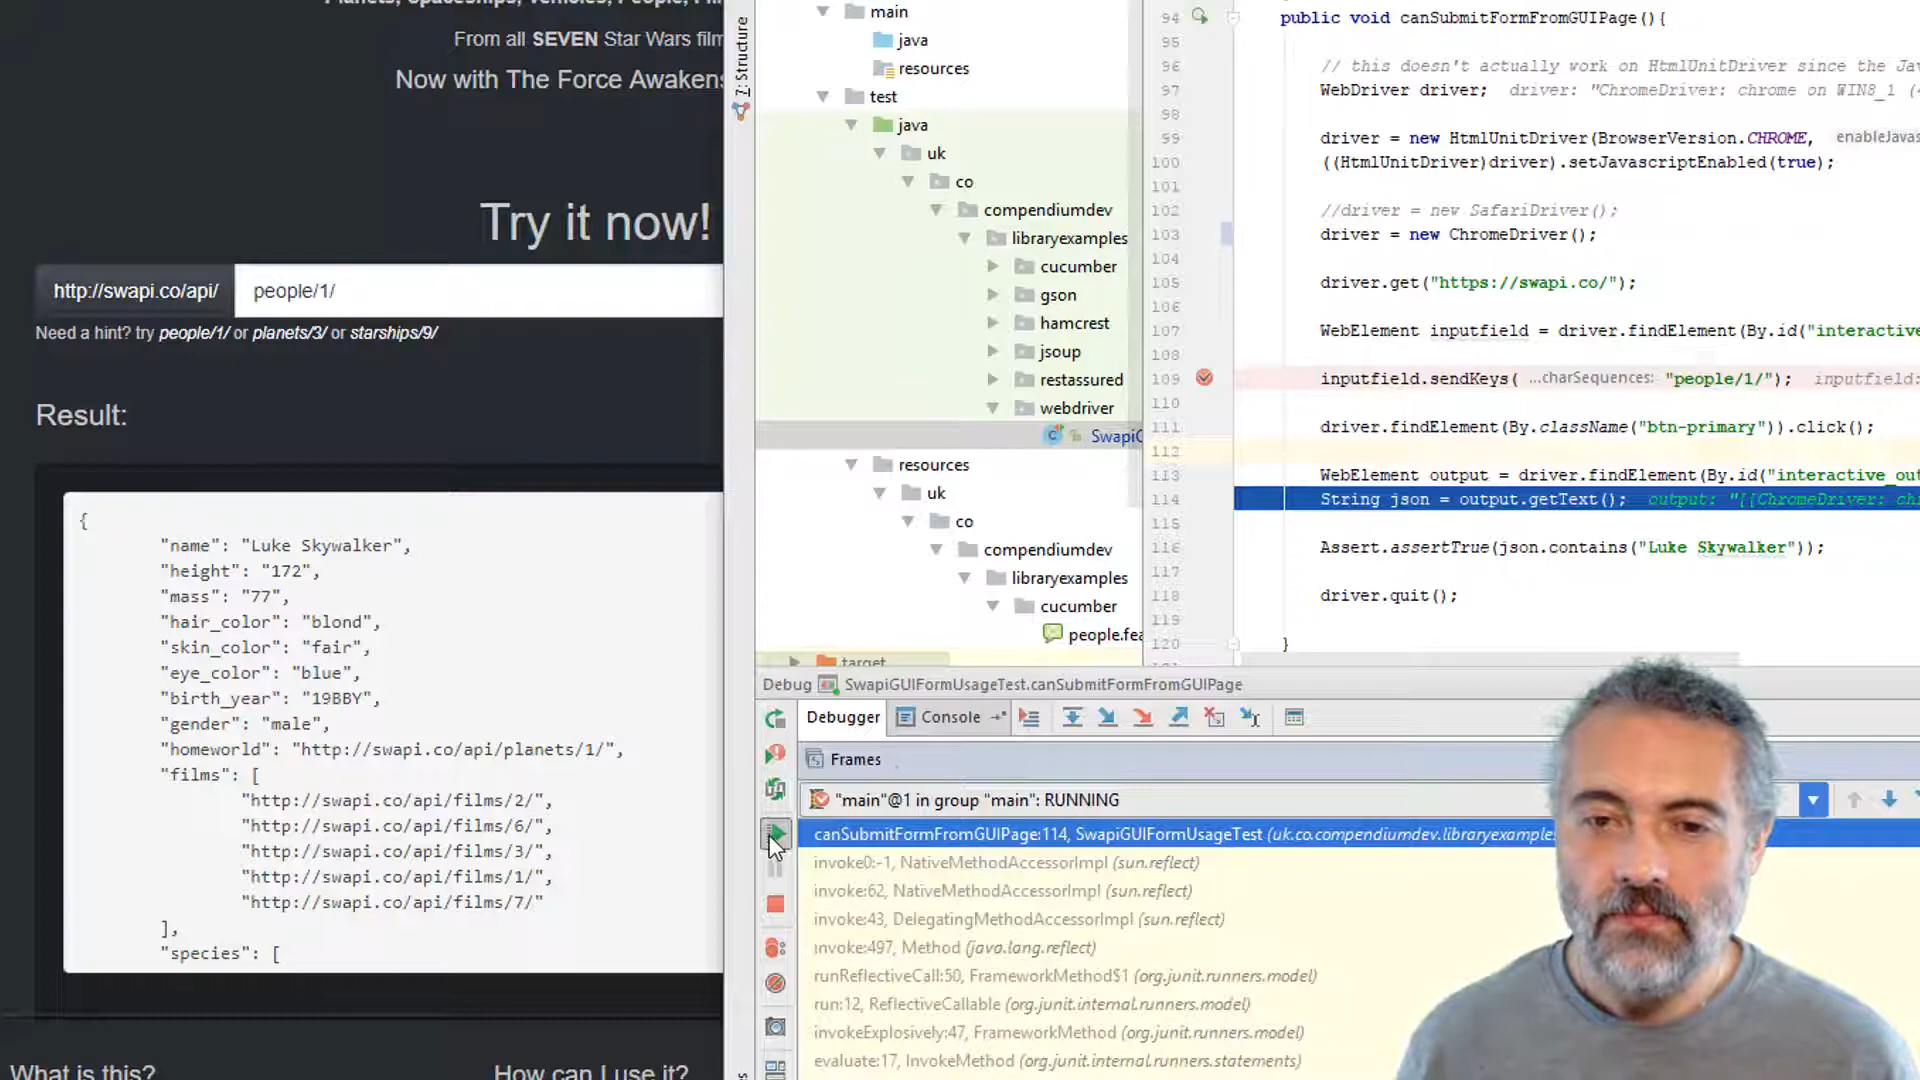 Planets, Spaceships, Vehicles, People,
From all SEVEN Star Wars
Now with The Force Awakens
Try it now!
http://swapi.co/api/
people/1/
Need a hint? try people/1/ or planets/3/ or starships/9/
Result:
{
"name": "Luke Skywalker",
"height": "172",
"mass": "77",
"hair_color": "blond",
"skin_color": "fair",
"eye_color": "blue",
"birth_year": "19BBY",
"gender": "male",
"homeworld": "http://swapi.co/api/planets/1/",
"films": [
"http://swapi.co/api/films/2/",
"http://swapi.co/api/films/6/",
"http://swapi.co/api/films/3/",
"http://swapi.co/api/films/1/",
"http://swapi.co/api/films/7/"
],
"species": [
What is this?
How can I use it?
7: Structure
main
java
resources
test
java
uk
co
compendiumdev
libraryexamples
cucumber
gson
hamcrest
jsoup
restassured
webdriver
SwapiG
resources
uk
co
compendiumdev
libraryexamples
cucumber
people.fea
target
94 public void canSubmitFormFromGUIPage(){
95
96 // this doesn't actually work on HtmlUnitDriver since the Jav
97 WebDriver driver; driver: "ChromeDriver: chrome on WIN8_1 (
98
99 driver = new HtmlUnitDriver(BrowserVersion.CHROME, enableJavas
100 ((HtmlUnitDriver)driver).setJavascriptEnabled(true);
101
102 //driver = new SafariDriver();
103 driver = new ChromeDriver();
104
105 driver.get("https://swapi.co/");
106
107 WebElement inputfield = driver.findElement(By.id("interactive
108
109 inputfield.sendKeys( ...charSequences: "people/1/"); inputfield:
110
111 driver.findElement(By.className("btn-primary")).click();
112
113 WebElement output = driver.findElement(By.id("interactive_out
114 String json = output.getText(); output: "[[ChromeDriver: chr
115
116 Assert.assertTrue(json.contains("Luke Skywalker"));
117
118 driver.quit();
119
120 }
Debug SwapiGUIFormUsageTest.canSubmitFormFromGUIPage
Debugger
Console
Frames
"main"@1 in group "main": RUNNING
canSubmitFormFromGUIPage:114, SwapiGUIFormUsageTest (uk.co.compendiumdev.libraryexamples
invoke0:-1, NativeMethodAccessorImpl (sun.reflect)
invoke:62, NativeMethodAccessorImpl (sun.reflect)
invoke:43, DelegatingMethodAccessorImpl (sun.reflect)
invoke:497, Method (java.lang.reflect)
runReflectiveCall:50, FrameworkMethod$1 (org.junit.runners.model)
run:12, ReflectiveCallable (org.junit.internal.runners.model)
invokeExplosively:47, FrameworkMethod (org.junit.runners.model)
evaluate:17, InvokeMethod (org.junit.internal.runners.statements)